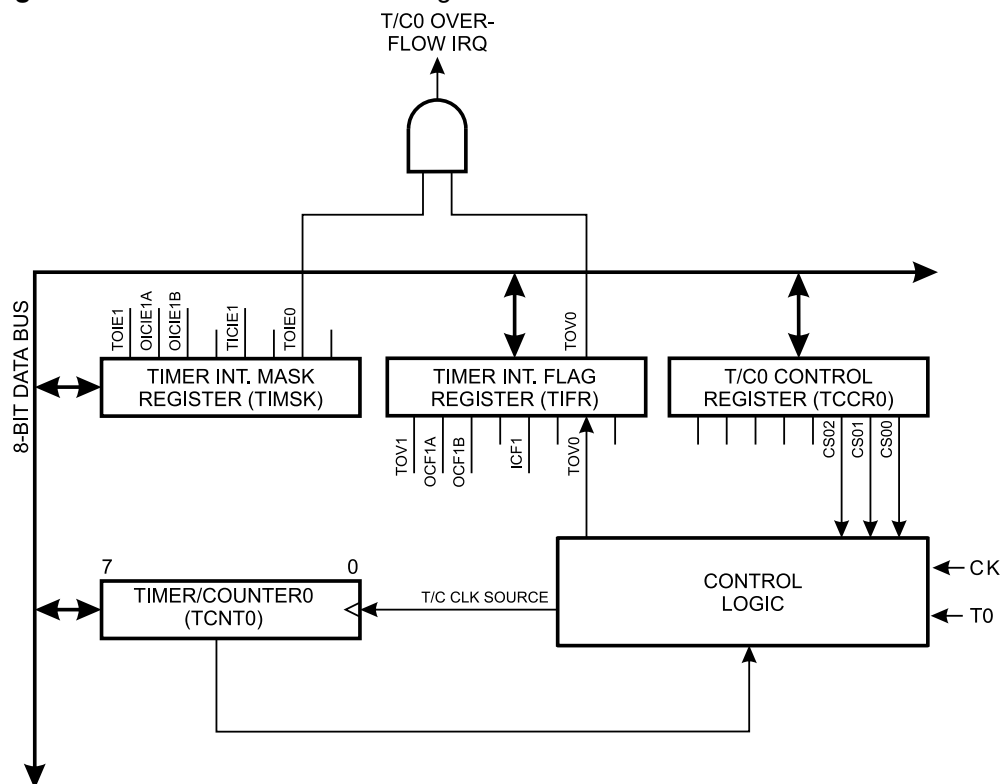 T/C0 OVER-
FLOW IRQ
8-BIT DATA BUS
TOIE1
OICIE1A
OICIE1B
TICIE1
TOIE0
TOV0
TIMER INT. MASK
REGISTER (TIMSK)
TIMER INT. FLAG
REGISTER (TIFR)
T/C0 CONTROL
REGISTER (TCCR0)
TOV1
OCF1A
OCF1B
ICF1
TOV0
CS02
CS01
CS00
7
0
TIMER/COUNTER0
(TCNT0)
T/C CLK SOURCE
CONTROL
LOGIC
CK
T0